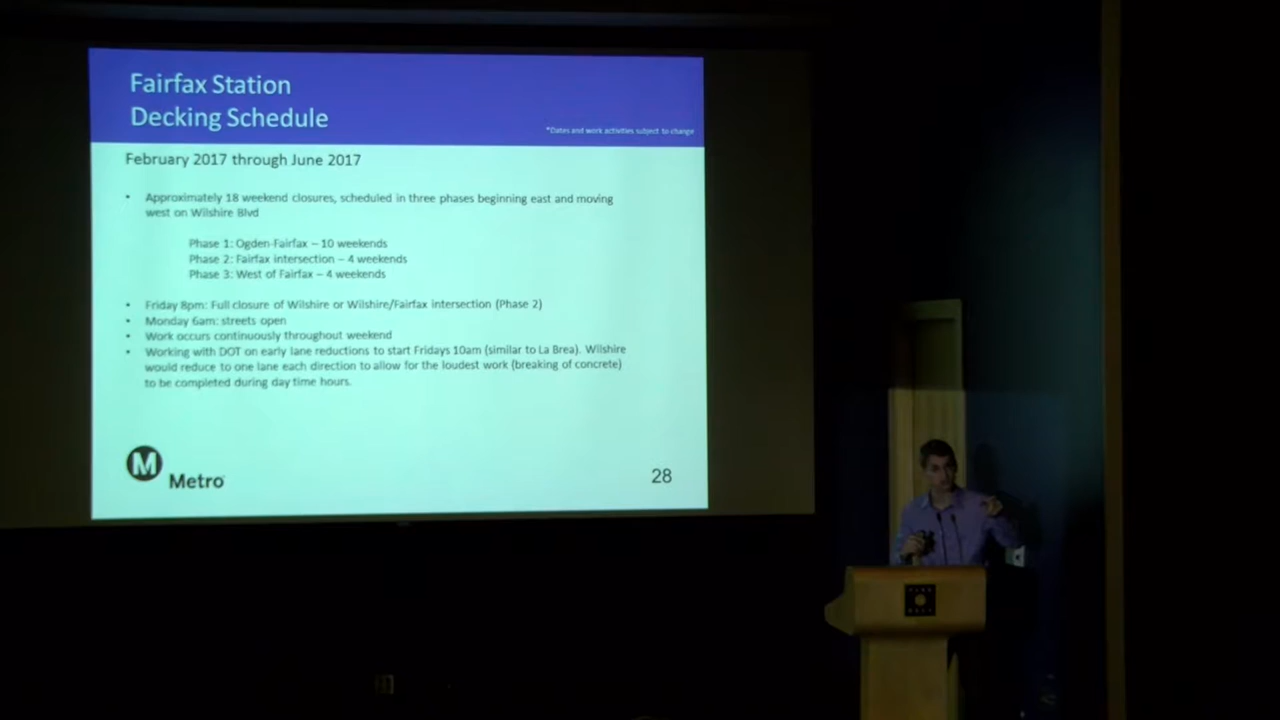 Fairfax Station
Decking Schedule
*Dates and work activities subject to change
February 2017 through June 2017
• Approximately 18 weekend closures, scheduled in three phases beginning east and moving
west on Wilshire Blvd
Phase 1: Ogden-Fairfax – 10 weekends
Phase 2: Fairfax intersection – 4 weekends
Phase 3: West of Fairfax – 4 weekends
• Friday 8pm: Full closure of Wilshire or Wilshire/Fairfax intersection (Phase 2)
• Monday 6am: streets open
• Work occurs continuously throughout weekend
• Working with DOT on early lane reductions to start Fridays 10am (similar to La Brea). Wilshire
would reduce to one lane each direction to allow for the loudest work (breaking of concrete)
to be completed during day time hours.
M Metro
28